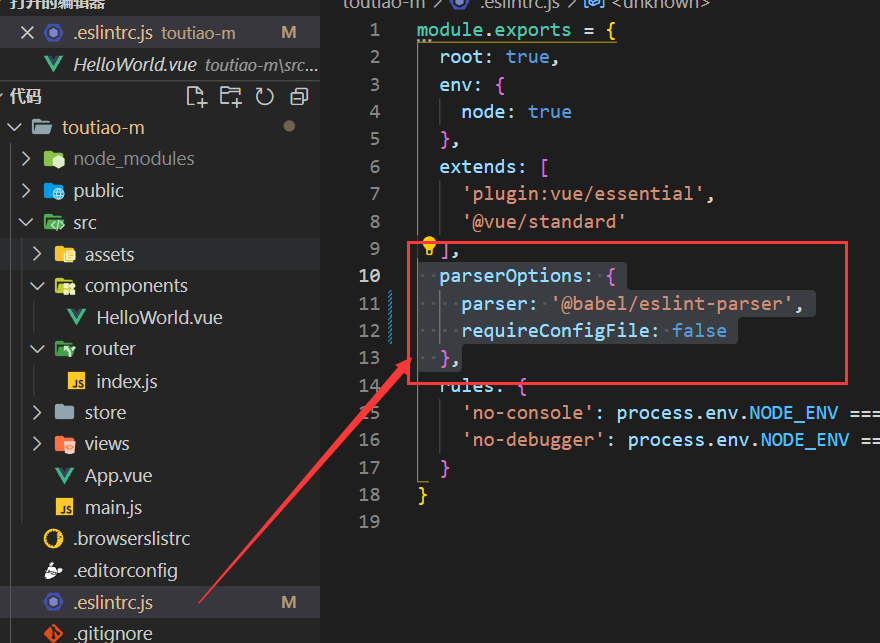 打开的编辑器
.eslintrc.js toutiao-m M
HelloWorld.vue toutiao-m\src...
代码
toutiao-m
node_modules
public
src
assets
components
HelloWorld.vue
router
JS index.js
store
views
App.vue
JS main.js
.browserslistrc
.editorconfig
.eslintrc.js M
.gitignore
toutiao-m > .eslintrc.js > <unknown>
1 module.exports = {
2 root: true,
3 env: {
4 node: true
5 },
6 extends: [
7 'plugin:vue/essential',
8 '@vue/standard'
9 ],
10 parserOptions: {
11 parser: '@babel/eslint-parser',
12 requireConfigFile: false
13 },
14 rules: {
15 'no-console': process.env.NODE_ENV ===
16 'no-debugger': process.env.NODE_ENV ==
17 }
18 }
19